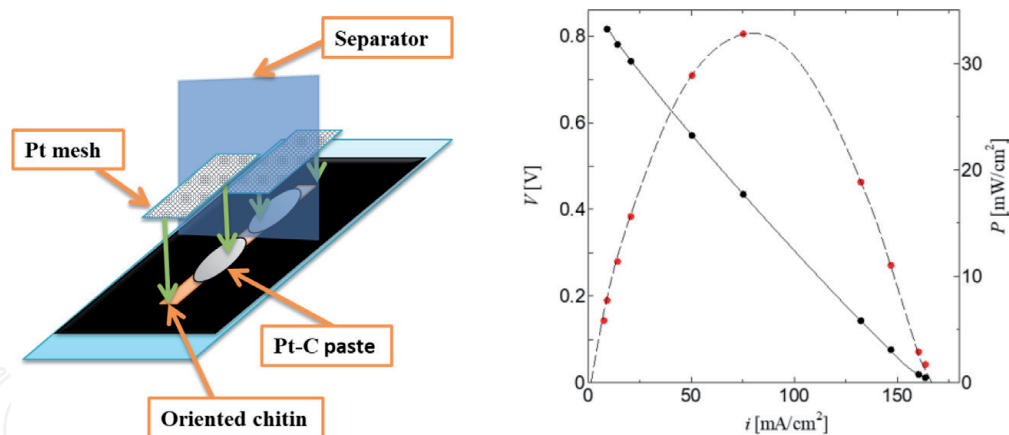 Separator
Pt mesh
Pt-C paste
Oriented chitin
0.8
0.6
0.4
0.2
0
V [V]
30
20
10
0
P [mW/cm²]
0
50
100
150
i [mA/cm²]